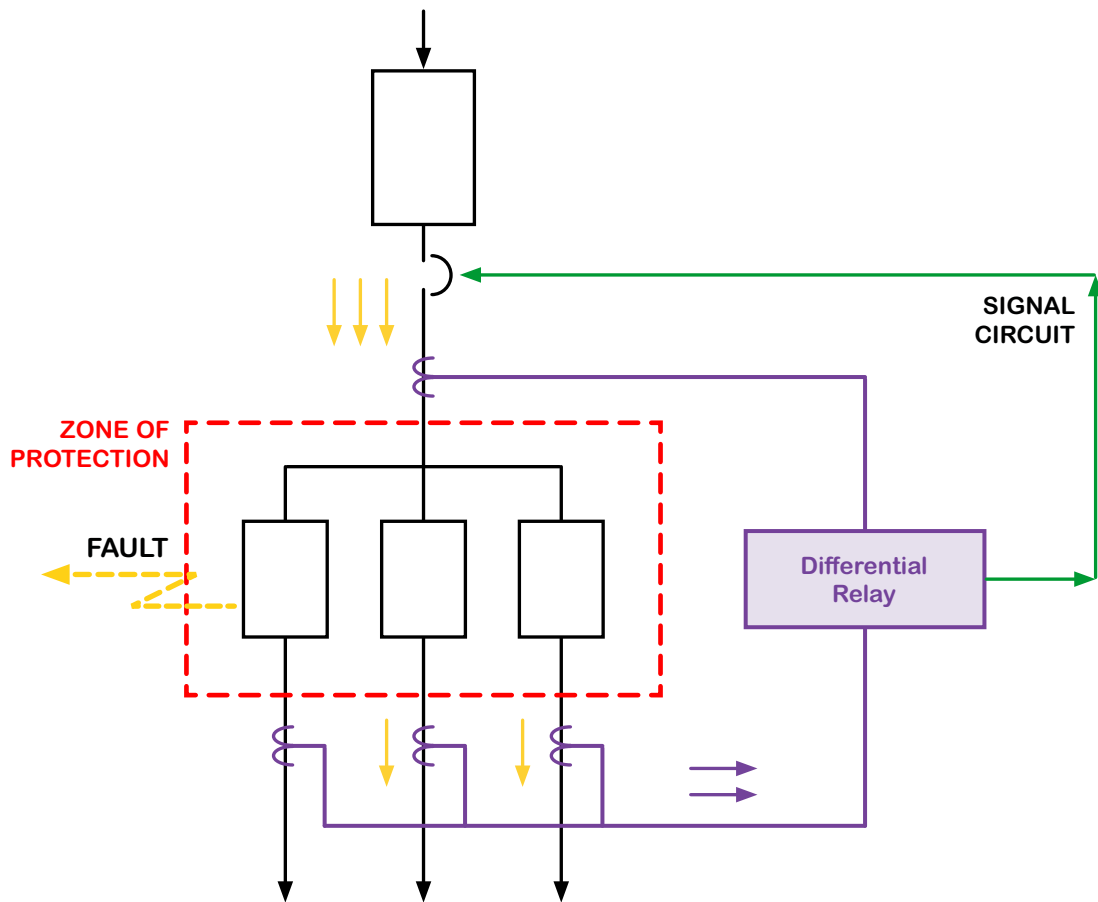 SIGNAL
CIRCUIT
ZONE OF
PROTECTION
FAULT
Differential
Relay